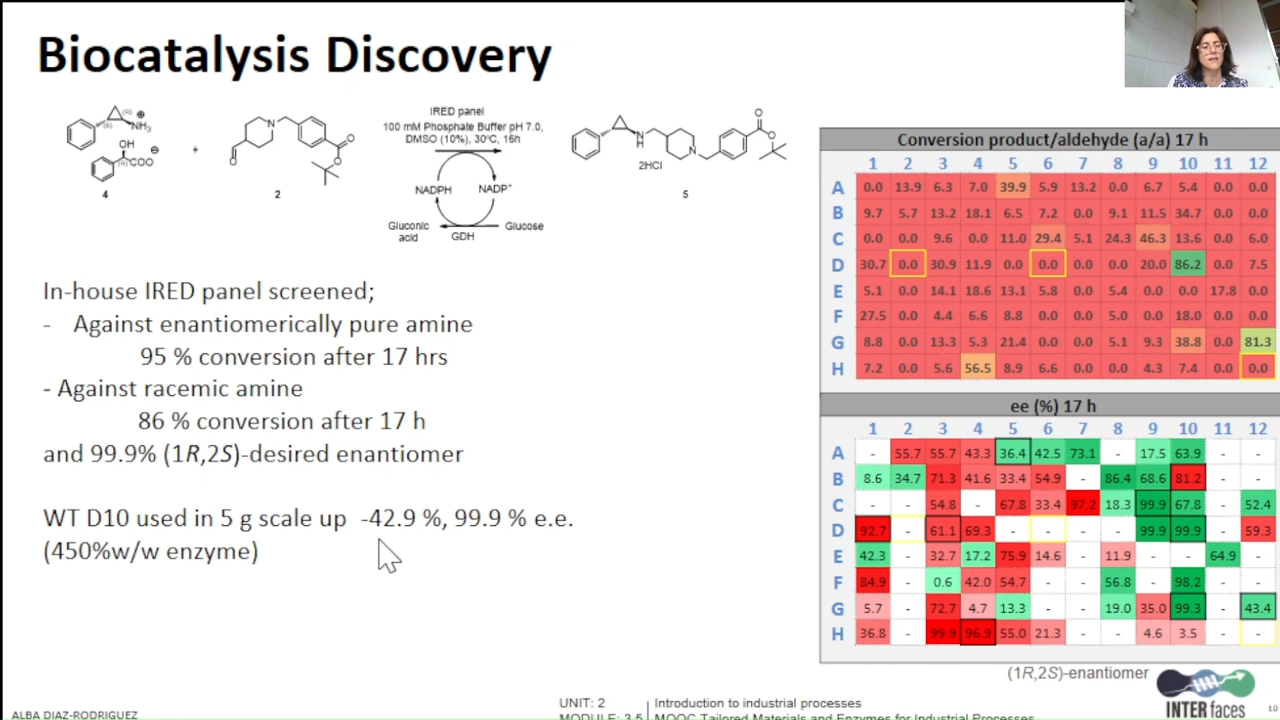 Biocatalysis Discovery
IRED panel
100 mM Phosphate Buffer pH 7.0,
DMSO (10%), 30°C, 16h
NADPH NADP+
Gluconic acid GDH Glucose
NH3
OH
COO
4
+
N
O
O
2
N
H
N
O
O
2HCl
5
In-house IRED panel screened;
- Against enantiomerically pure amine
95 % conversion after 17 hrs
- Against racemic amine
86 % conversion after 17 h
and 99.9% (1R,2S)-desired enantiomer
WT D10 used in 5 g scale up -42.9 %, 99.9 % e.e.
(450%w/w enzyme)
Conversion product/aldehyde (a/a) 17 h
1 2 3 4 5 6 7 8 9 10 11 12
A 0.0 13.9 6.3 7.0 39.9 5.9 13.2 0.0 6.7 5.4 0.0 0.0
B 9.7 5.7 13.2 18.1 6.5 7.2 0.0 9.1 11.5 34.7 0.0 0.0
C 0.0 0.0 9.6 0.0 11.0 29.4 5.1 24.3 46.3 13.6 0.0 6.0
D 30.7 0.0 30.9 11.9 0.0 0.0 0.0 0.0 20.0 86.2 0.0 7.5
E 5.1 0.0 14.1 18.6 13.1 5.8 0.0 5.4 0.0 0.0 17.8 0.0
F 27.5 0.0 4.4 6.6 8.8 0.0 0.0 5.0 0.0 18.0 0.0 0.0
G 8.8 0.0 13.3 5.3 21.4 0.0 0.0 5.1 9.3 38.8 0.0 81.3
H 7.2 0.0 5.6 56.5 8.9 6.6 0.0 0.0 4.3 7.4 0.0 0.0
ee (%) 17 h
1 2 3 4 5 6 7 8 9 10 11 12
A - 55.7 55.7 43.3 36.4 42.5 73.1 - 17.5 63.9 - -
B 8.6 34.7 71.3 41.6 33.4 54.9 - 86.4 68.6 81.2 - -
C - - 54.8 - 67.8 33.4 97.2 18.3 99.9 67.8 - 52.4
D 92.7 - 61.1 69.3 - - - - 99.9 99.9 - 59.3
E 42.3 - 32.7 17.2 75.9 14.6 - 11.9 - - 64.9 -
F 84.9 - 0.6 42.0 54.7 - - 56.8 - 98.2 - -
G 5.7 - 72.7 4.7 13.3 - - 19.0 35.0 99.3 - 43.4
H 36.8 - 99.9 96.9 55.0 21.3 - - 4.6 3.5 - -
(1R,2S)-enantiomer
INTERfaces
10
ALBA DIAZ-RODRIGUEZ
UNIT: 2 Introduction to industrial processes
MODULE: 3.5 MOOC Tailored Materials and Enzymes for Industrial Processes